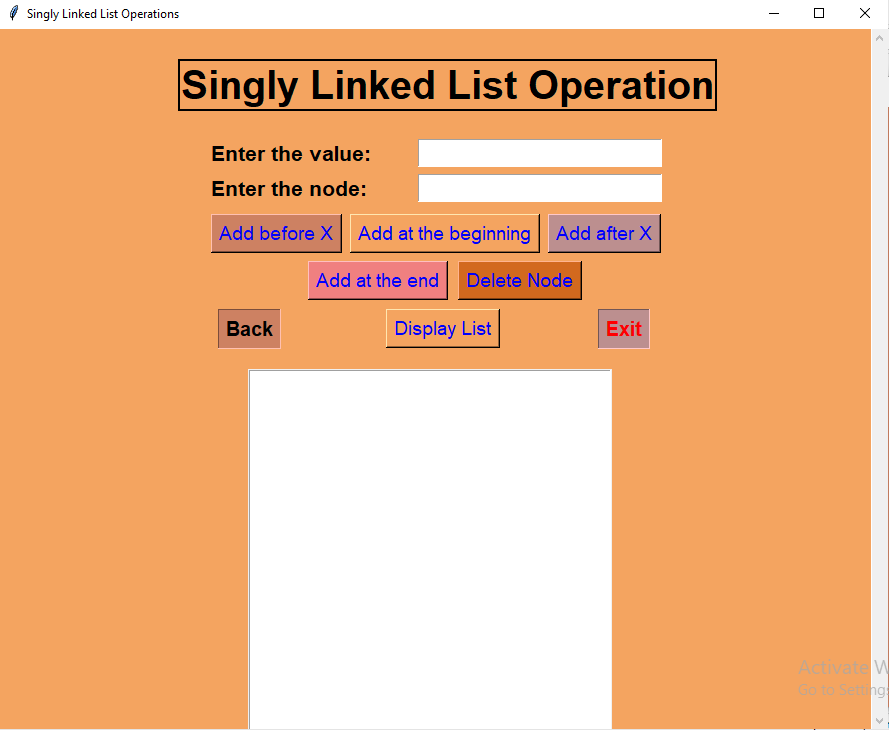 Singly Linked List Operations
Singly Linked List Operation
Enter the value:
Enter the node:
Add before X Add at the beginning Add after X
Add at the end Delete Node
Back Display List Exit
Activate W
Go to Settings